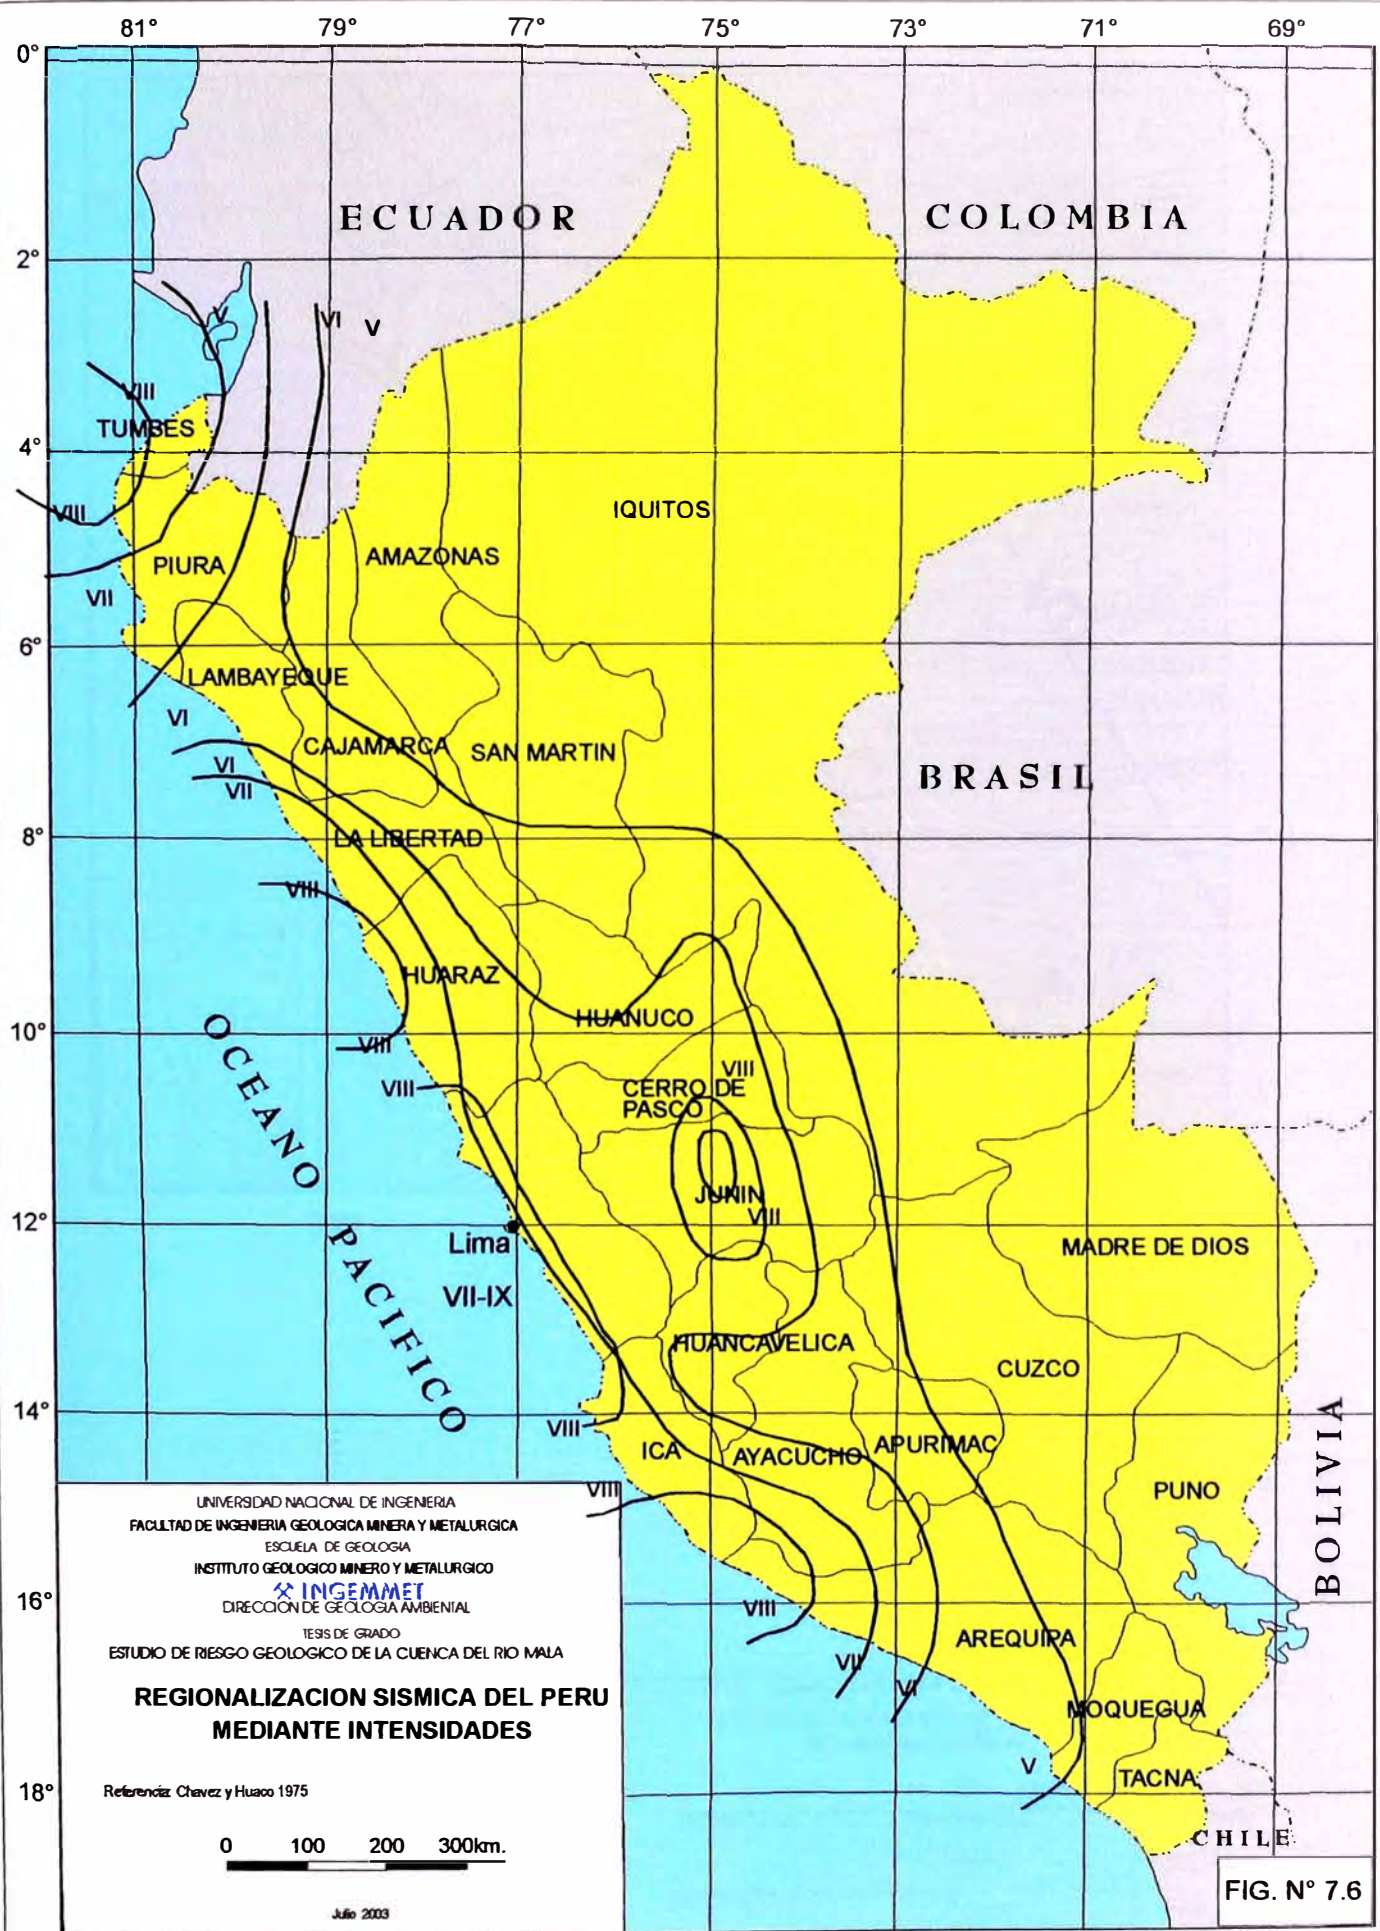 81° 79° 77° 75° 73° 71° 69°
0°
ECUADOR
COLOMBIA
2°
V
VI
V
VIII
TUMBES
4°
VIII
IQUITOS
PIURA
AMAZONAS
VII
6°
LAMBAYEQUE
VI
CAJAMARCA
SAN MARTIN
VI
VII
BRASIL
8°
LA LIBERTAD
VIII
HUARAZ
HUANUCO
10°
OCEANO PACIFICO
VIII
VIII
VIII
CERRO DE
PASCO
JUNIN
VIII
12°
Lima
MADRE DE DIOS
VII-IX
HUANCAVELICA
CUZCO
14°
VIII
ICA
AYACUCHO
APURIMAC
BOLIVIA
PUNO
VIII
16°
VIII
AREQUIPA
VII
VI
MOQUEGUA
V
TACNA
18°
CHILE
UNIVERSIDAD NACIONAL DE INGENIERIA
FACULTAD DE INGENIERIA GEOLOGICA MINERA Y METALURGICA
ESCUELA DE GEOLOGIA
INSTITUTO GEOLOGICO MINERO Y METALURGICO
INGEMMET
DIRECCION DE GEOLOGIA AMBIENTAL
TESIS DE GRADO
ESTUDIO DE RIESGO GEOLOGICO DE LA CUENCA DEL RIO MALA
REGIONALIZACION SISMICA DEL PERU
MEDIANTE INTENSIDADES
Referencia: Chavez y Huaco 1975
0 100 200 300km.
Julio 2003
FIG. N° 7.6